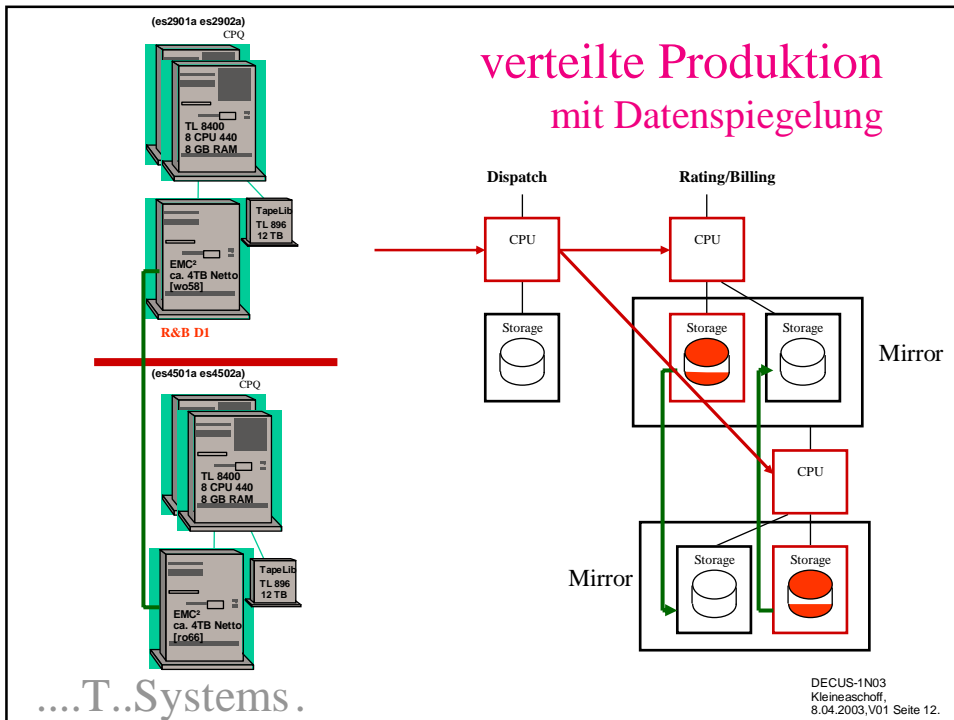 (es2901a es2902a)
CPQ
TL 8400
8 CPU 440
8 GB RAM
TapeLib
TL 896
12 TB
EMC²
ca. 4TB Netto
[wo58]
R&B D1
(es4501a es4502a)
CPQ
TL 8400
8 CPU 440
8 GB RAM
TapeLib
TL 896
12 TB
EMC²
ca. 4TB Netto
[ro66]
verteilte Produktion
mit Datenspiegelung
Dispatch
Rating/Billing
CPU
CPU
Storage
Storage
Storage
Mirror
CPU
Mirror
Storage
Storage
....T..Systems.
DECUS-1N03
Kleineaschoff,
8.04.2003,V01 Seite 12.